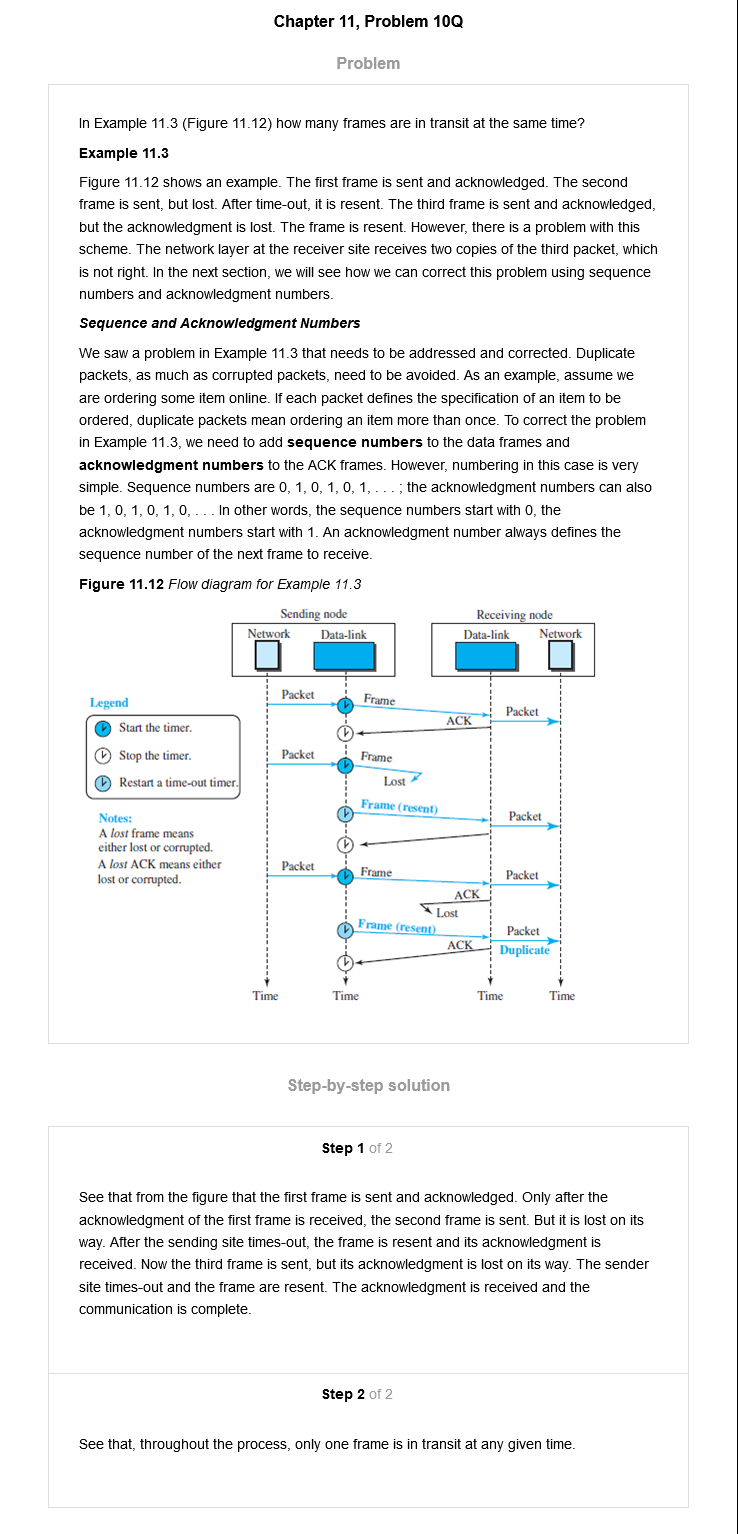 Chapter 11, Problem 10Q
Problem
In Example 11.3 (Figure 11.12) how many frames are in transit at the same time?
Example 11.3
Figure 11.12 shows an example. The first frame is sent and acknowledged. The second
frame is sent, but lost. After time-out, it is resent. The third frame is sent and acknowledged,
but the acknowledgment is lost. The frame is resent. However, there is a problem with this
scheme. The network layer at the receiver site receives two copies of the third packet, which
is not right. In the next section, we will see how we can correct this problem using sequence
numbers and acknowledgment numbers.
Sequence and Acknowledgment Numbers
We saw a problem in Example 11.3 that needs to be addressed and corrected. Duplicate
packets, as much as corrupted packets, need to be avoided. As an example, assume we
are ordering some item online. If each packet defines the specification of an item to be
ordered, duplicate packets mean ordering an item more than once. To correct the problem
in Example 11.3, we need to add sequence numbers to the data frames and
acknowledgment numbers to the ACK frames. However, numbering in this case is very
simple. Sequence numbers are 0, 1, 0, 1, 0, 1, . . . ; the acknowledgment numbers can also
be 1, 0, 1, 0, 1, 0, . . . In other words, the sequence numbers start with 0, the
acknowledgment numbers start with 1. An acknowledgment number always defines the
sequence number of the next frame to receive.
Figure 11.12 Flow diagram for Example 11.3
Sending node
Receiving node
Network
Data-link
Data-link
Network
Legend
Start the timer.
Stop the timer.
Restart a time-out timer.
Notes:
A lost frame means
either lost or corrupted.
A lost ACK means either
lost or corrupted.
Packet
Frame
Packet
ACK
Packet
Frame
Lost
Frame (resent)
Packet
Packet
Frame
Packet
ACK
Lost
Frame (resent)
Packet
ACK
Duplicate
Time
Time
Time
Time
Step-by-step solution
Step 1 of 2
See that from the figure that the first frame is sent and acknowledged. Only after the
acknowledgment of the first frame is received, the second frame is sent. But it is lost on its
way. After the sending site times-out, the frame is resent and its acknowledgment is
received. Now the third frame is sent, but its acknowledgment is lost on its way. The sender
site times-out and the frame are resent. The acknowledgment is received and the
communication is complete.
Step 2 of 2
See that, throughout the process, only one frame is in transit at any given time.